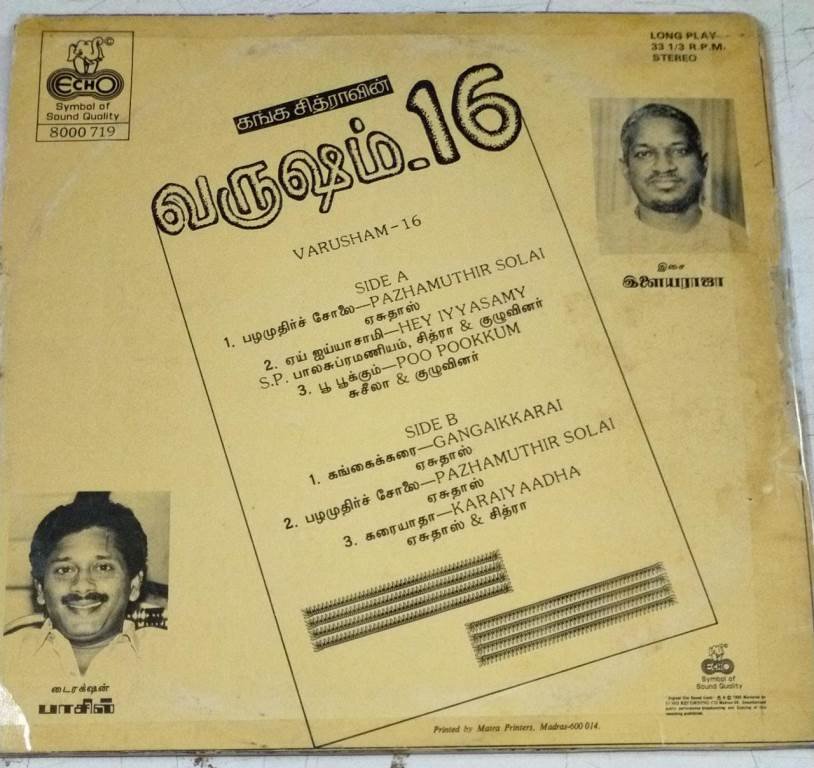 ©
ECHO
Symbol of
Sound Quality
8000 719
LONG PLAY
33 1/3 R.P.M.
STEREO
கங்க சித்ராவின்
வருஷம்-16
VARUSHAM-16
இசை
இளையராஜா
SIDE A
1. பழமுதிர்ச் சோலை—PAZHAMUTHIR SOLAI
ஏசுதாஸ்
2. ஏய் ஐய்யாசாமி—HEY IYYASAMY
S.P. பாலசுப்ரமணியம், சித்ரா & குழுவினர்
3. பூ பூக்கும்—POO POOKKUM
சுசீலா & குழுவினர்
SIDE B
1. கங்கைக்கரை—GANGAIKKARAI
ஏசுதாஸ்
2. பழமுதிர்ச் சோலை—PAZHAMUTHIR SOLAI
ஏசுதாஸ்
3. கரையாதா—KARAIYAADHA
ஏசுதாஸ் & சித்ரா
டைரக்ஷன்
பாசில்
ECHO
Symbol of
Sound Quality
Printed by Matra Printers, Madras-600 014.